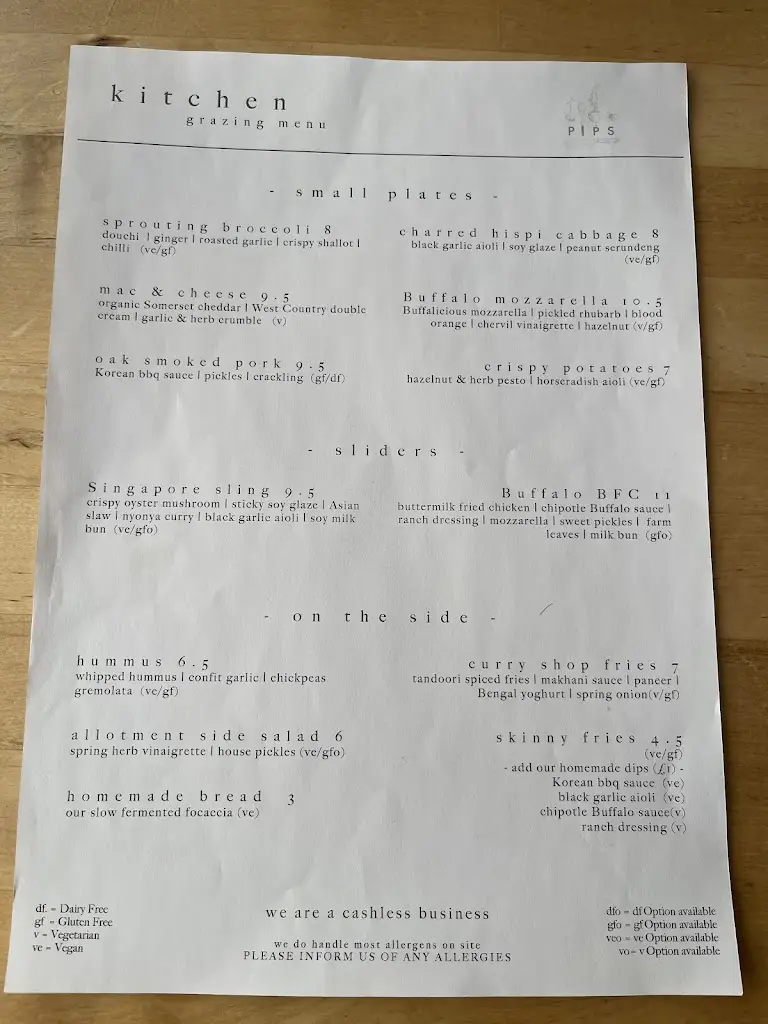 kitchen
grazing menu
PIPS
- small plates -
sprouting broccoli 8
douchi | ginger | roasted garlic | crispy shallot |
chilli (ve/gf)
charred hispi cabbage 8
black garlic aioli | soy glaze | peanut serundeng
(ve/gf)
mac & cheese 9.5
organic Somerset cheddar | West Country double
cream | garlic & herb crumble (v)
Buffalo mozzarella 10.5
Buffalicious mozzarella | pickled rhubarb | blood
orange | chervil vinaigrette | hazelnut (v/gf)
oak smoked pork 9.5
Korean bbq sauce | pickles | crackling (gf/df)
crispy potatoes 7
hazelnut & herb pesto | horseradish aioli (ve/gf)
- sliders -
Singapore sling 9.5
crispy oyster mushroom | sticky soy glaze | Asian
slaw | nyonya curry | black garlic aioli | soy milk
bun (ve/gfo)
Buffalo BFC 11
buttermilk fried chicken | chipotle Buffalo sauce |
ranch dressing | mozzarella | sweet pickles | farm
leaves | milk bun (gfo)
- on the side -
hummus 6.5
whipped hummus | confit garlic | chickpeas
gremolata (ve/gf)
curry shop fries 7
tandoori spiced fries | makhani sauce | paneer |
Bengal yoghurt | spring onion(v/gf)
allotment side salad 6
spring herb vinaigrette | house pickles (ve/gfo)
skinny fries 4.5
(ve/gf)
- add our homemade dips (£1) -
Korean bbq sauce (ve)
black garlic aioli (ve)
chipotle Buffalo sauce(v)
ranch dressing (v)
homemade bread 3
our slow fermented focaccia (ve)
df. = Dairy Free
gf = Gluten Free
v = Vegetarian
ve = Vegan
we are a cashless business
we do handle most allergens on site
PLEASE INFORM US OF ANY ALLERGIES
dfo = df Option available
gfo = gf Option available
veo = ve Option available
vo= v Option available